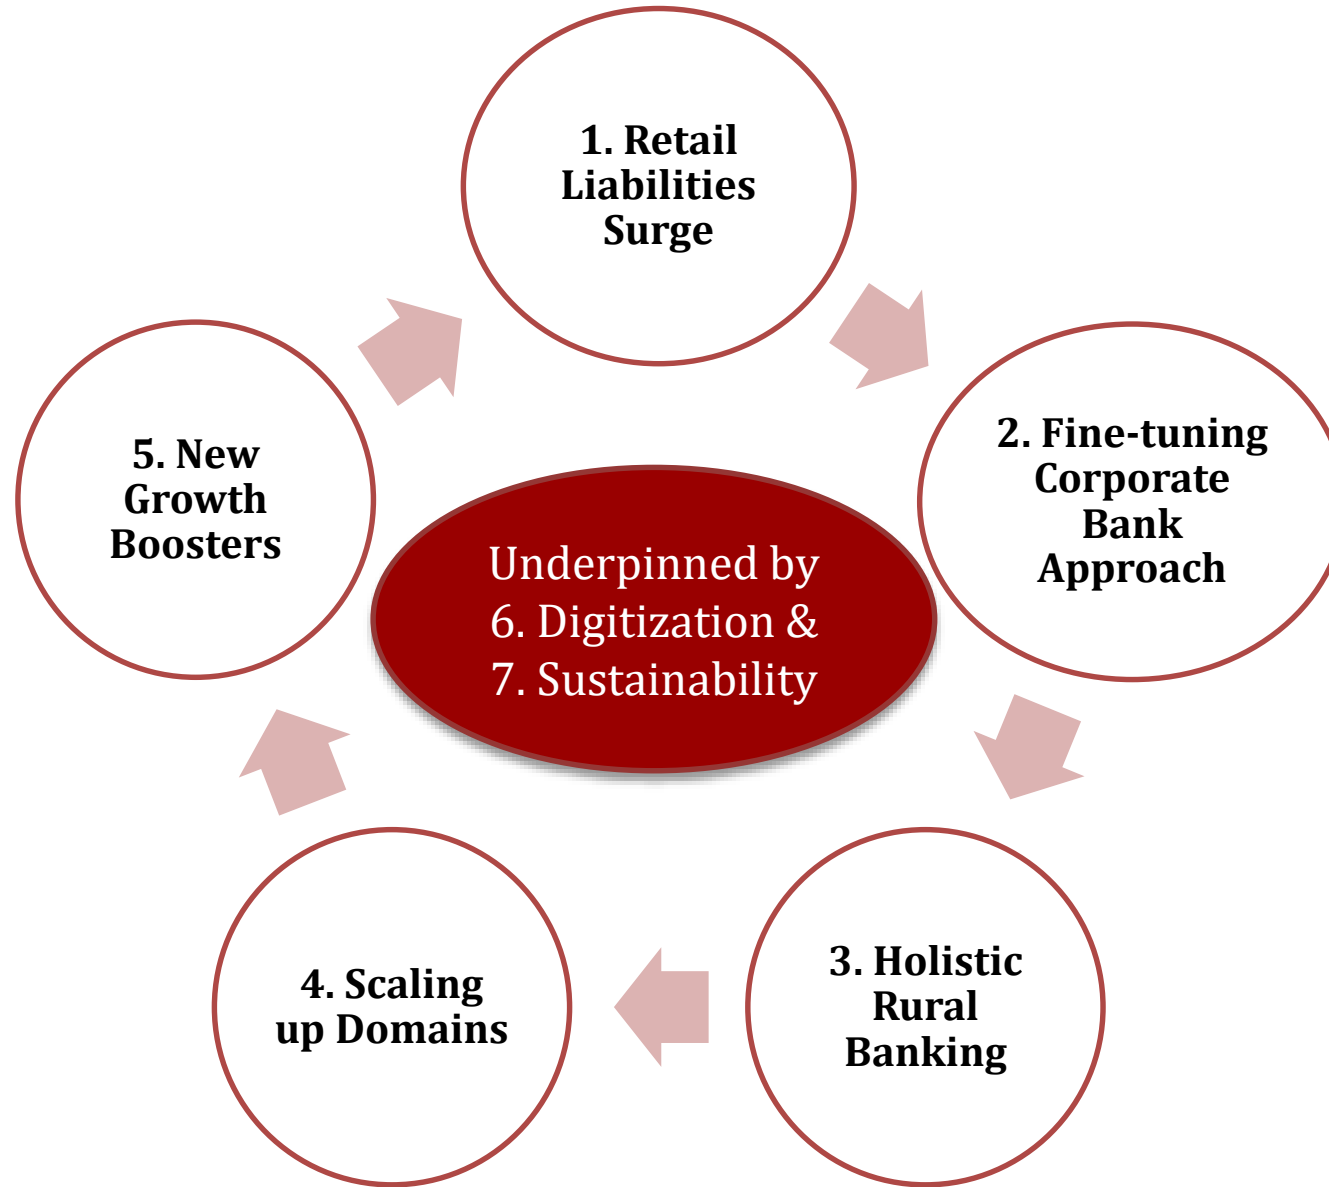 1. Retail
Liabilities
Surge
2. Fine-tuning
Corporate
Bank
Approach
3. Holistic
Rural
Banking
4. Scaling
up Domains
5. New
Growth
Boosters
Underpinned by
6. Digitization &
7. Sustainability